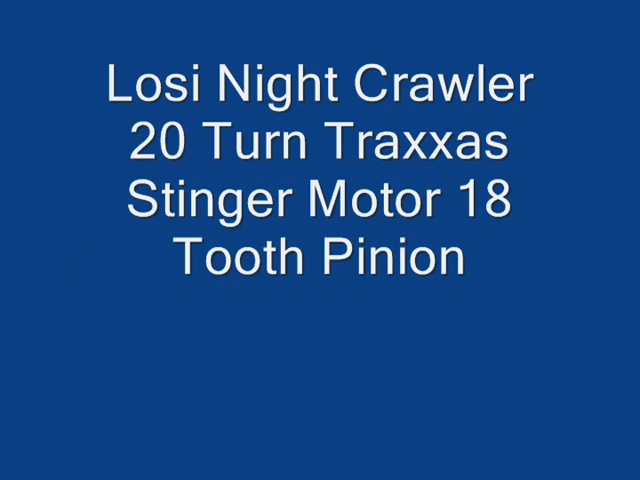 Losi Night Crawler
20 Turn Traxxas
Stinger Motor 18
Tooth Pinion